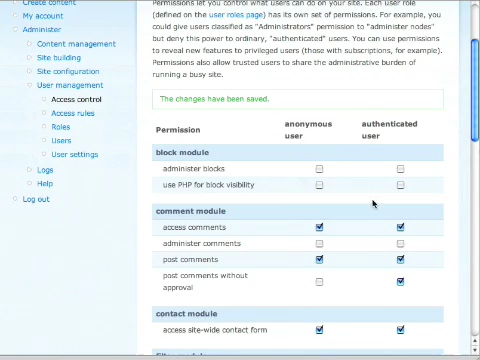 Create content
My account
Administer
Content management
Site building
Site configuration
User management
Access control
Access rules
Roles
Users
User settings
Logs
Help
Log out
Permissions let you control what users can do on your site. Each user role
(defined on the user roles page) has its own set of permissions. For example, you
could give users classified as "Administrators" permission to "administer nodes"
but deny this power to ordinary, "authenticated" users. You can use permissions
to reveal new features to privileged users (those with subscriptions, for example).
Permissions also allow trusted users to share the administrative burden of
running a busy site.
The changes have been saved.
Permission
anonymous
user
authenticated
user
block module
administer blocks
use PHP for block visibility
comment module
access comments
administer comments
post comments
post comments without
approval
contact module
access site-wide contact form